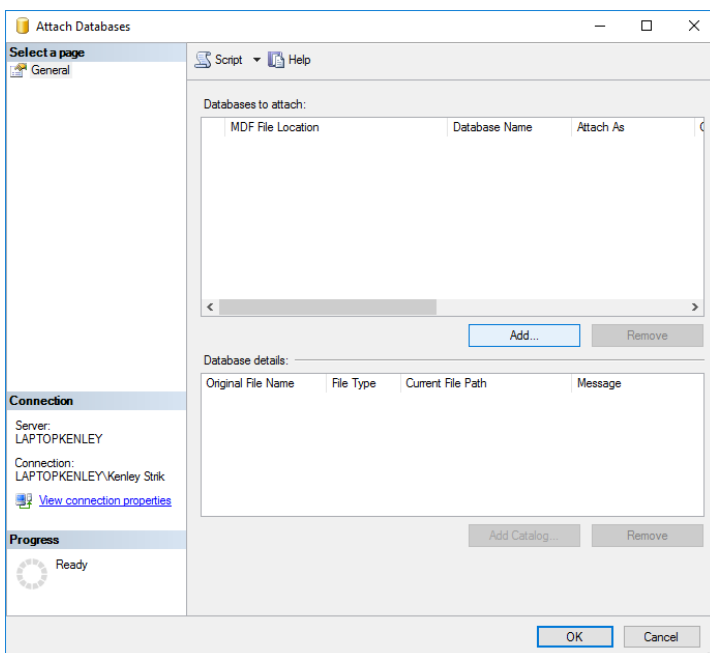 Attach Databases
Select a page
General
Script
Help
Databases to attach:
MDF File Location
Database Name
Attach As
Add...
Remove
Database details:
Original File Name
File Type
Current File Path
Message
Add Catalog...
Remove
Connection
Server:
LAPTOPKENLEY
Connection:
LAPTOPKENLEY\Kenley Strik
View connection properties
Progress
Ready
OK
Cancel